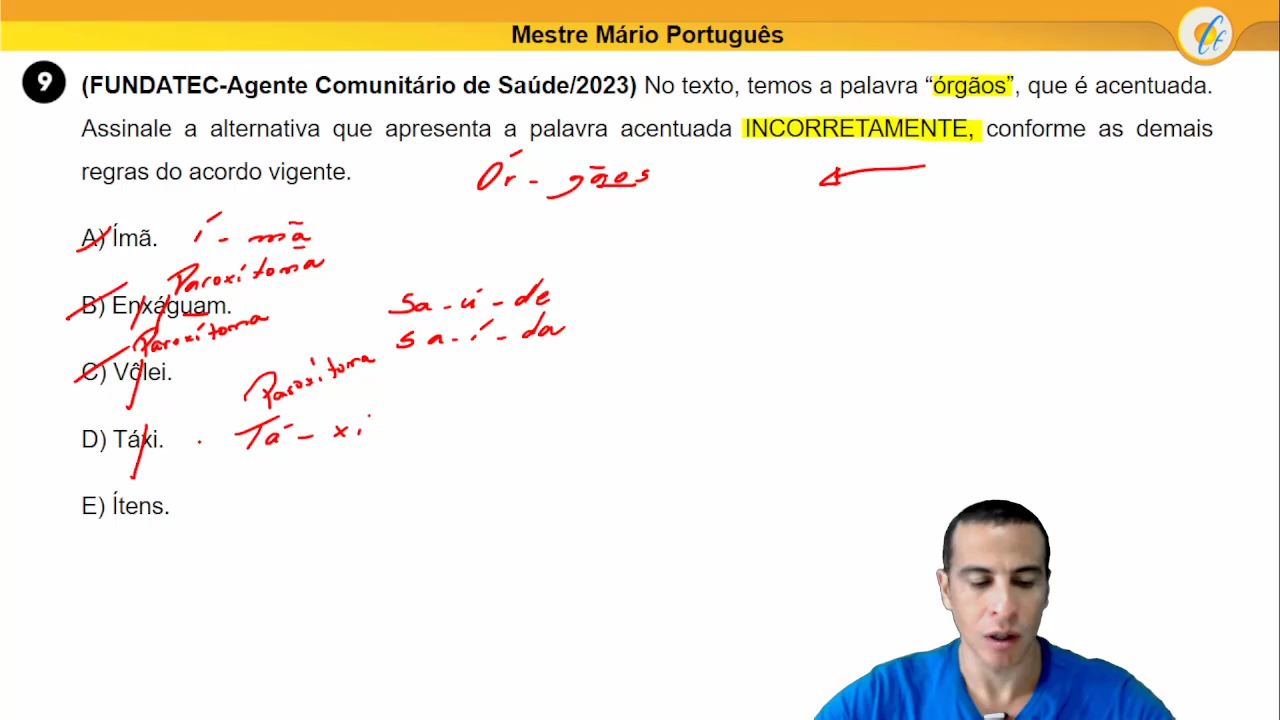 Mestre Mário Português
9 (FUNDATEC-Agente Comunitário de Saúde/2023) No texto, temos a palavra “órgãos”, que é acentuada.
Assinale a alternativa que apresenta a palavra acentuada INCORRETAMENTE, conforme as demais
regras do acordo vigente.
Ór - gãos
A) Ímã. í - mã
Paroxítona
B) Enxáguam. Sa - ú - de
Paroxítona sa - í - da
C) Vôlei. Paroxítona
D) Táxi. Tá - xi
E) Ítens.